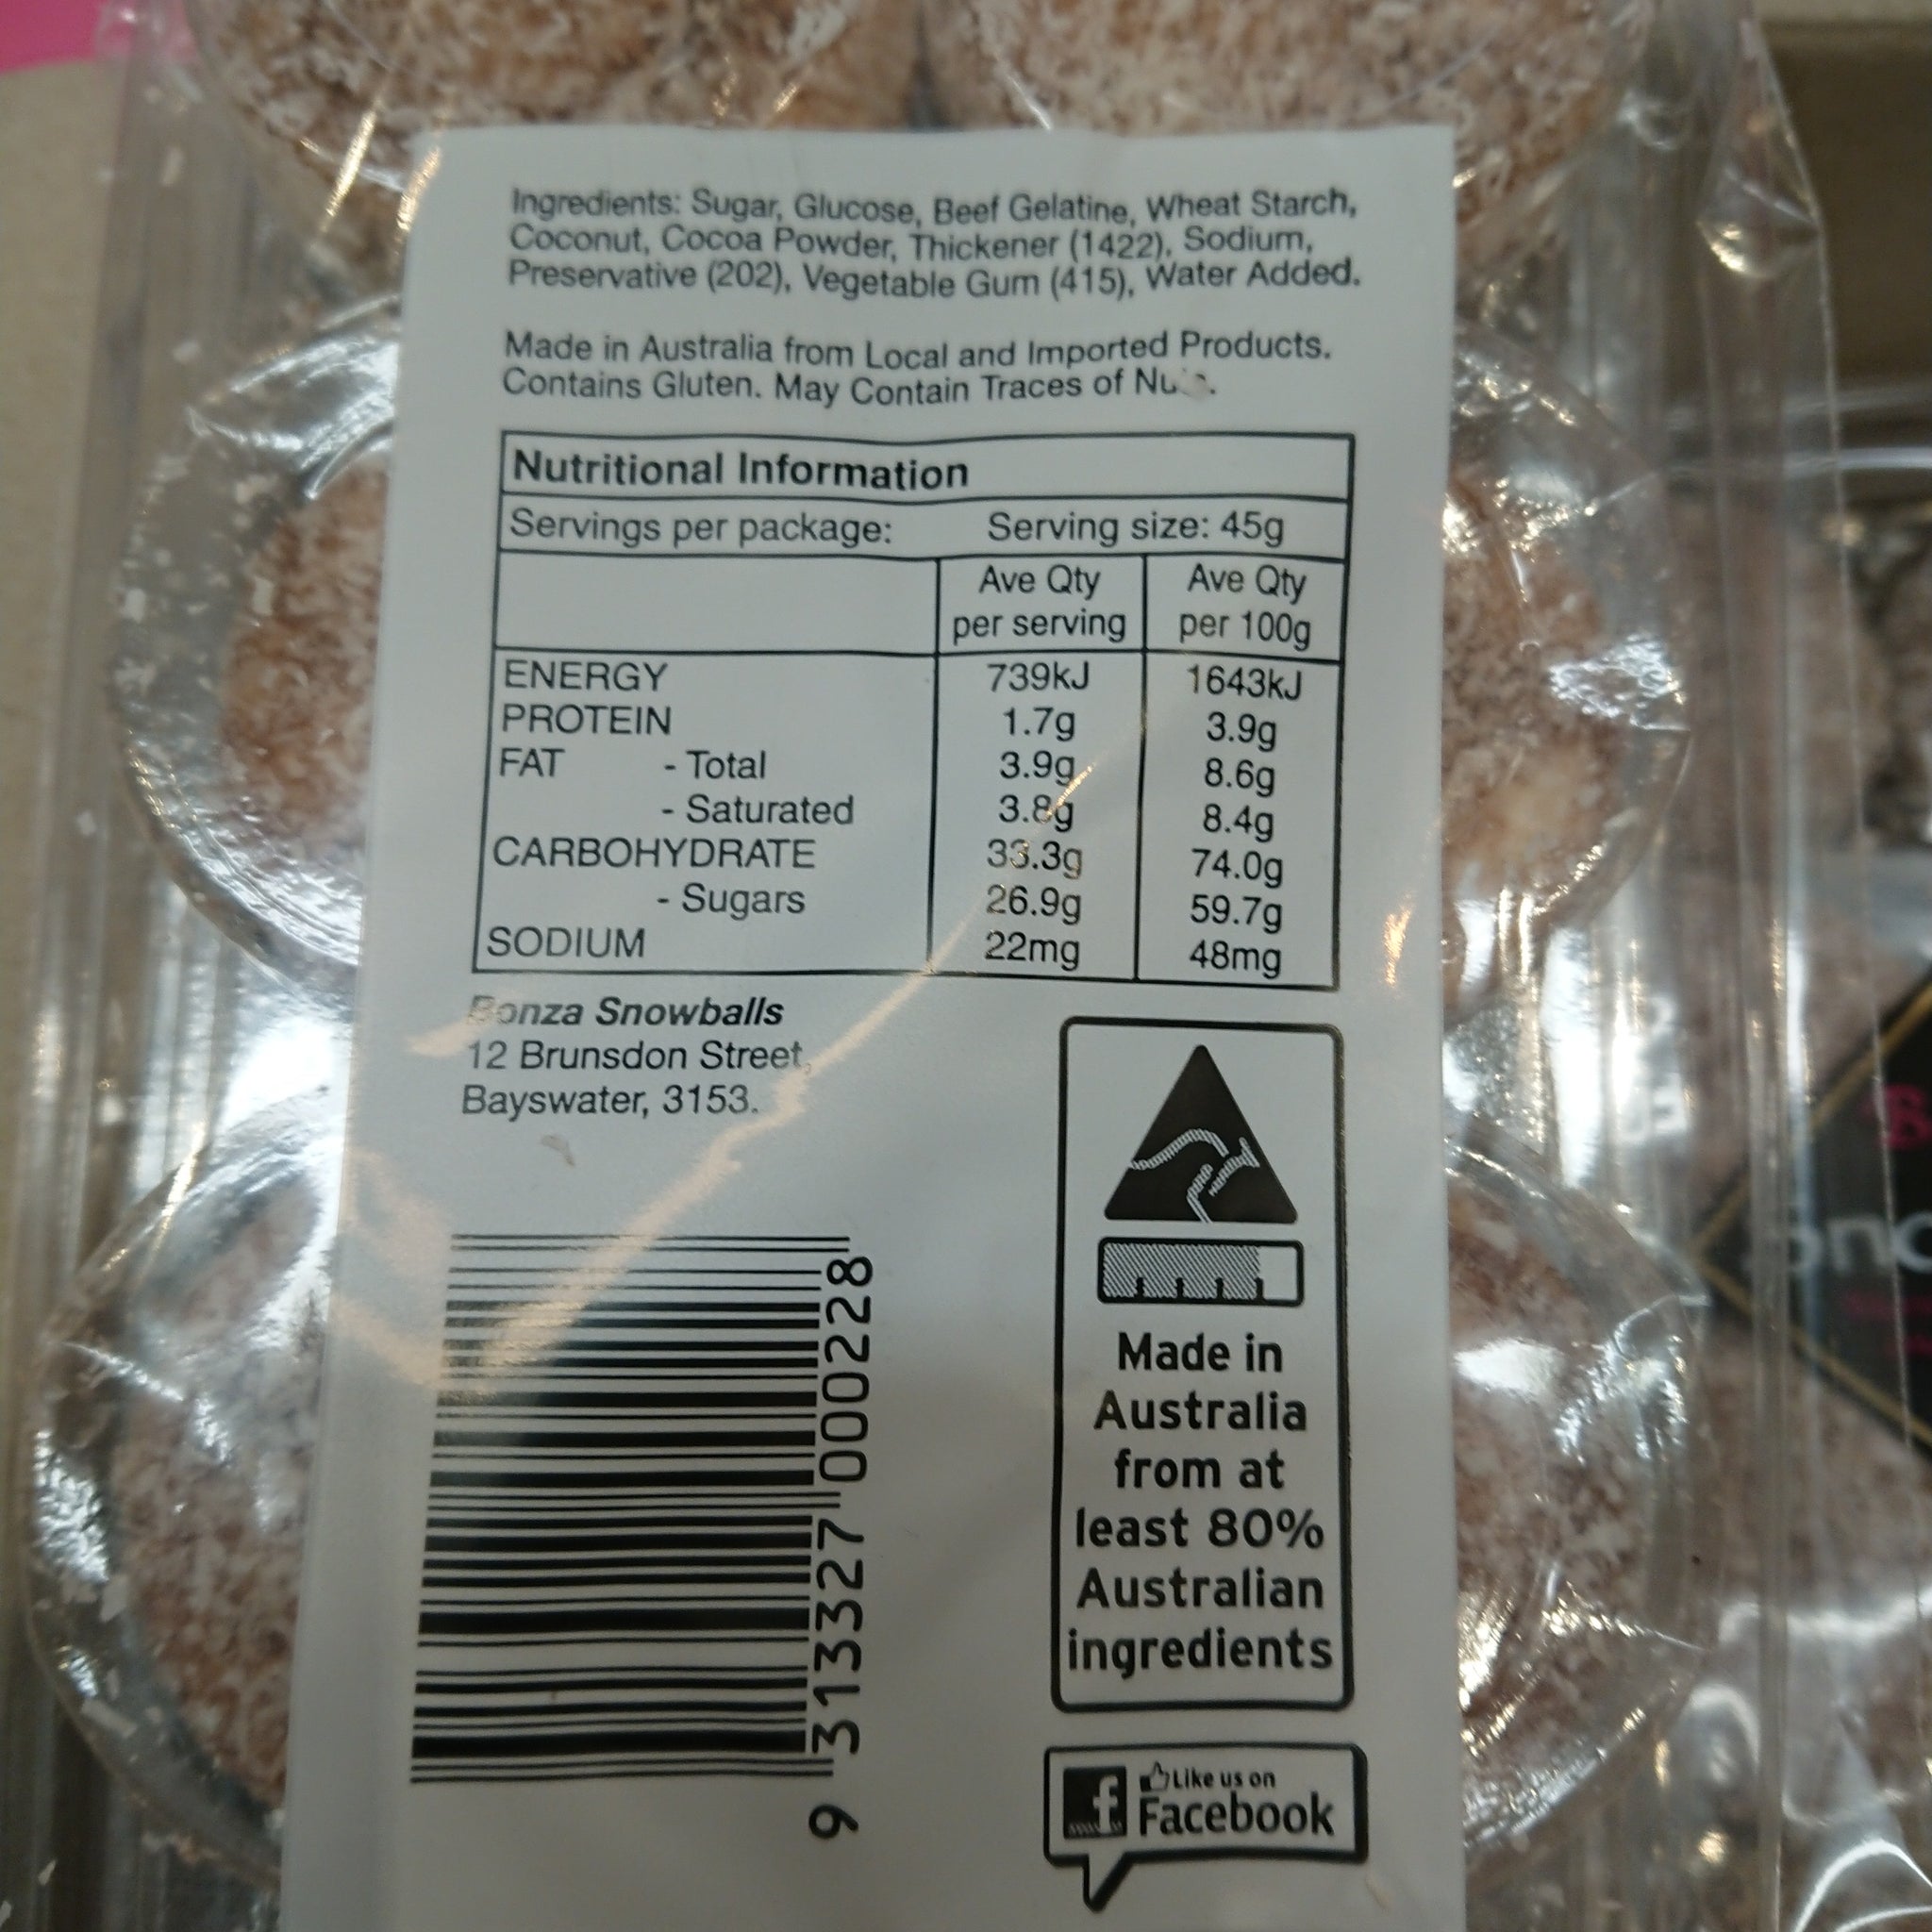 Ingredients: Sugar, Glucose, Beef Gelatine, Wheat Starch,
Coconut, Cocoa Powder, Thickener (1422), Sodium,
Preservative (202), Vegetable Gum (415), Water Added.
Made in Australia from Local and Imported Products.
Contains Gluten. May Contain Traces of
Nutritional Information
Servings per package: Serving size: 45g
Ave Qty Ave Qty
per serving per 100g
ENERGY 739kJ 1643kJ
PROTEIN 1.7g 3.9g
FAT - Total 3.9g 8.6g
- Saturated 3.8g 8.4g
CARBOHYDRATE 33.3g 74.0g
- Sugars 26.9g 59.7g
SODIUM 22mg 48mg
Bonza Snowballs
12 Brunsdon Street,
Bayswater, 3153.
9 313327 000228
Made in
Australia
from at
least 80%
Australian
ingredients
f Like us on
Facebook